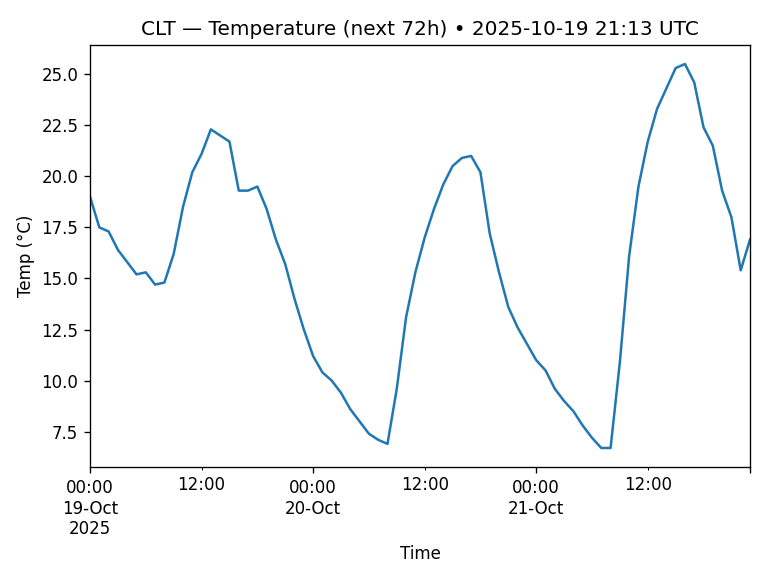 CLT — Temperature (next 72h) • 2025-10-19 21:13 UTC
25.0
22.5
20.0
17.5
15.0
12.5
10.0
7.5
Temp (°C)
00:00 12:00 00:00 12:00 00:00 12:00
19-Oct 20-Oct 21-Oct
2025
Time